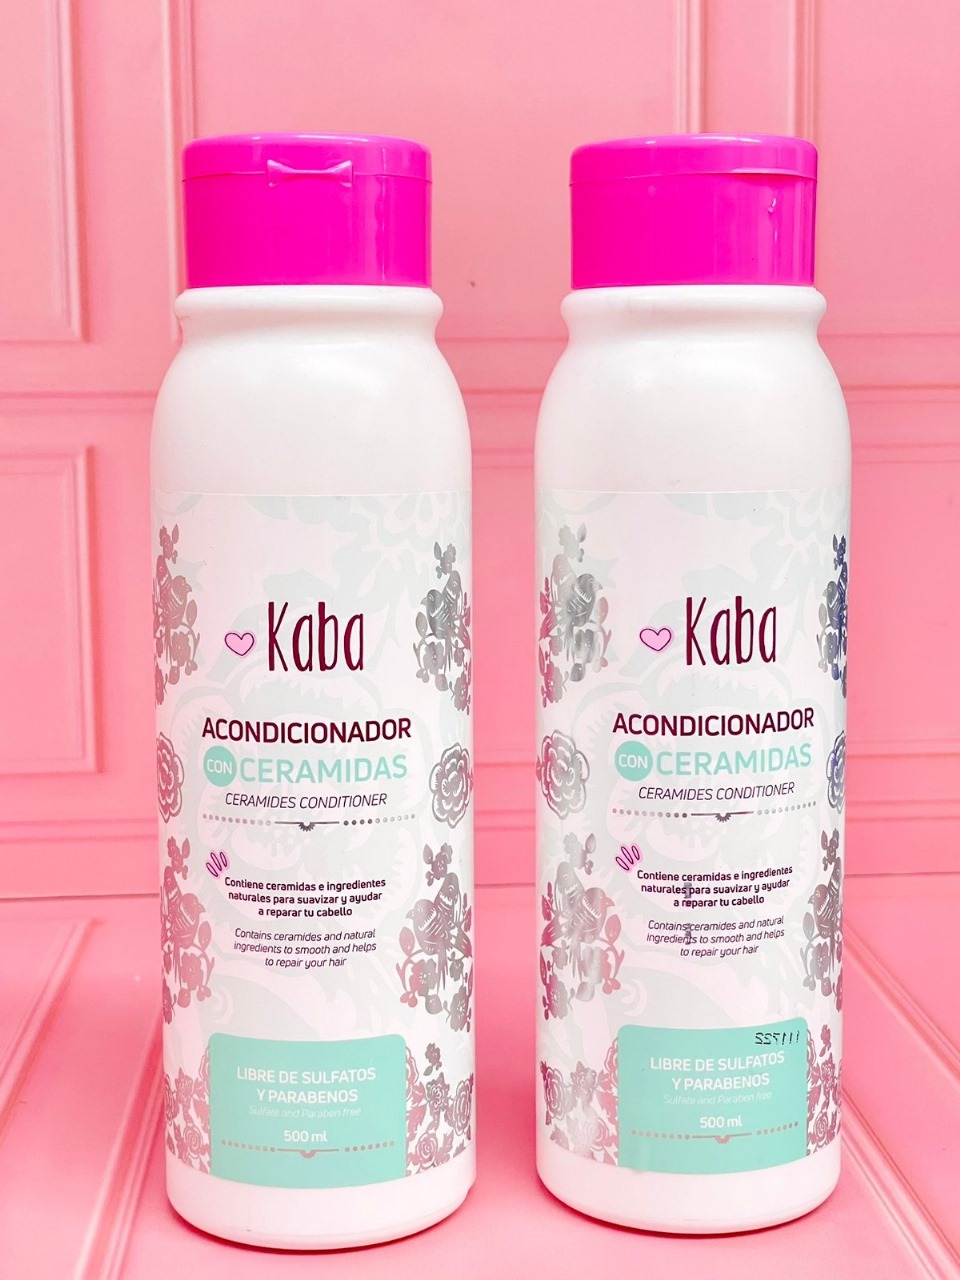 Kaba
ACONDICIONADOR
CON CERAMIDAS
CERAMIDES CONDITIONER
Contiene ceramidas e ingredientes
naturales para suavizar y ayudar
a reparar tu cabello
Contains ceramides and natural
ingredients to smooth and helps
to repair your hair
LIBRE DE SULFATOS
Y PARABENOS
Sulfate and Paraben free
500 ml
Kaba
ACONDICIONADOR
CON CERAMIDAS
CERAMIDES CONDITIONER
Contiene ceramidas e ingredientes
naturales para suavizar y ayudar
a reparar tu cabello
Contains ceramides and natural
ingredients to smooth and helps
to repair your hair
LIBRE DE SULFATOS
Y PARABENOS
Sulfate and Paraben free
500 ml